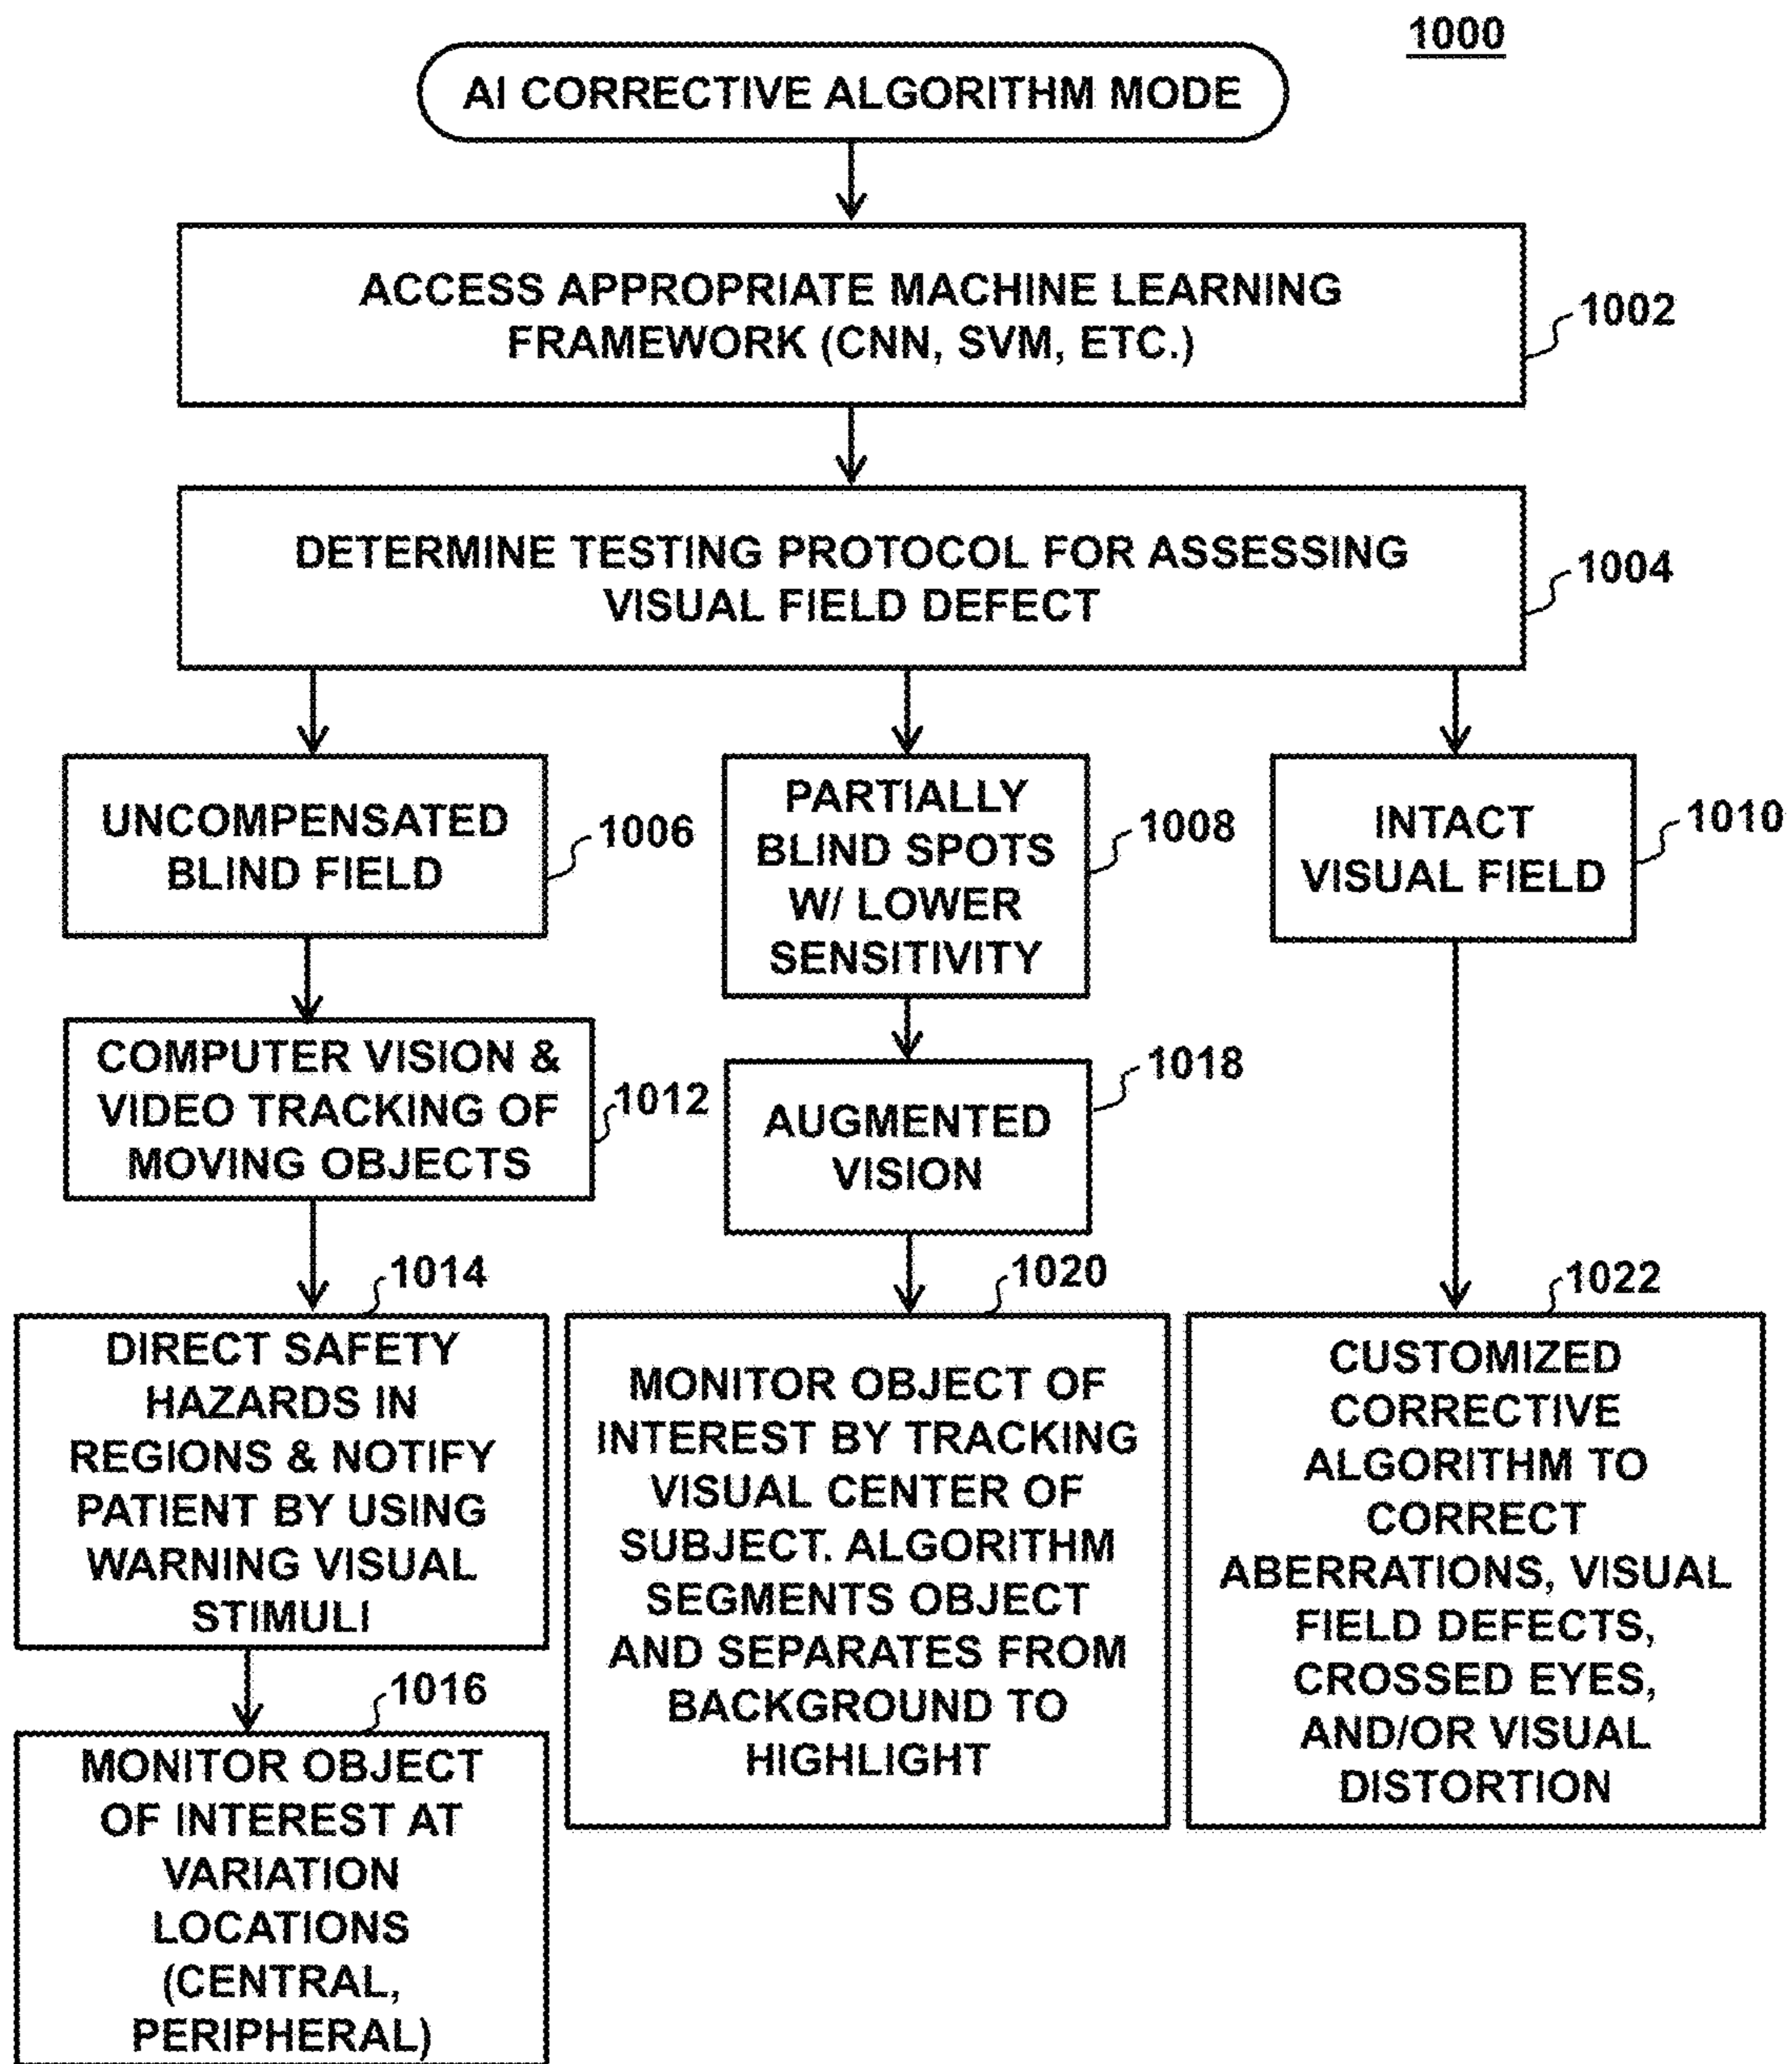 1000
AI CORRECTIVE ALGORITHM MODE
ACCESS APPROPRIATE MACHINE LEARNING
FRAMEWORK (CNN, SVM, ETC.)
1002
DETERMINE TESTING PROTOCOL FOR ASSESSING
VISUAL FIELD DEFECT
1004
UNCOMPENSATED
BLIND FIELD
1006
PARTIALLY
BLIND SPOTS
W/ LOWER
SENSITIVITY
1008
INTACT
VISUAL FIELD
1010
COMPUTER VISION &
VIDEO TRACKING OF
MOVING OBJECTS
1012
AUGMENTED
VISION
1018
1014
DIRECT SAFETY
HAZARDS IN
REGIONS & NOTIFY
PATIENT BY USING
WARNING VISUAL
STIMULI
1016
MONITOR OBJECT
OF INTEREST AT
VARIATION
LOCATIONS
(CENTRAL,
PERIPHERAL)
1020
MONITOR OBJECT OF
INTEREST BY TRACKING
VISUAL CENTER OF
SUBJECT. ALGORITHM
SEGMENTS OBJECT
AND SEPARATES FROM
BACKGROUND TO
HIGHLIGHT
1022
CUSTOMIZED
CORRECTIVE
ALGORITHM TO
CORRECT
ABERRATIONS, VISUAL
FIELD DEFECTS,
CROSSED EYES,
AND/OR VISUAL
DISTORTION